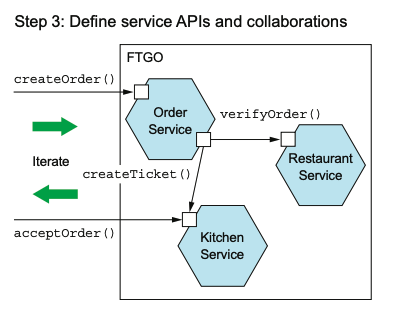 Step 3: Define service APIs and collaborations
FTGO
createOrder()
Order
Service
verifyOrder()
Iterate
Restaurant
Service
createTicket()
acceptOrder()
Kitchen
Service